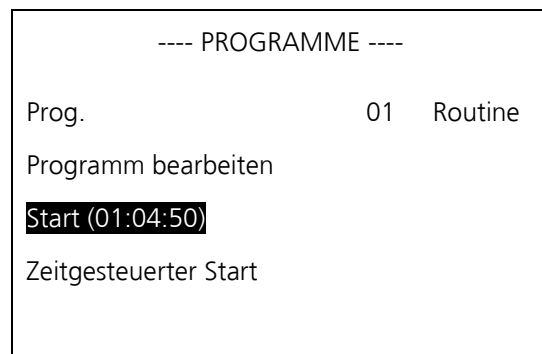 ---- PROGRAMME ----
Prog. 01 Routine
Programm bearbeiten
Start (01:04:50)
Zeitgesteuerter Start